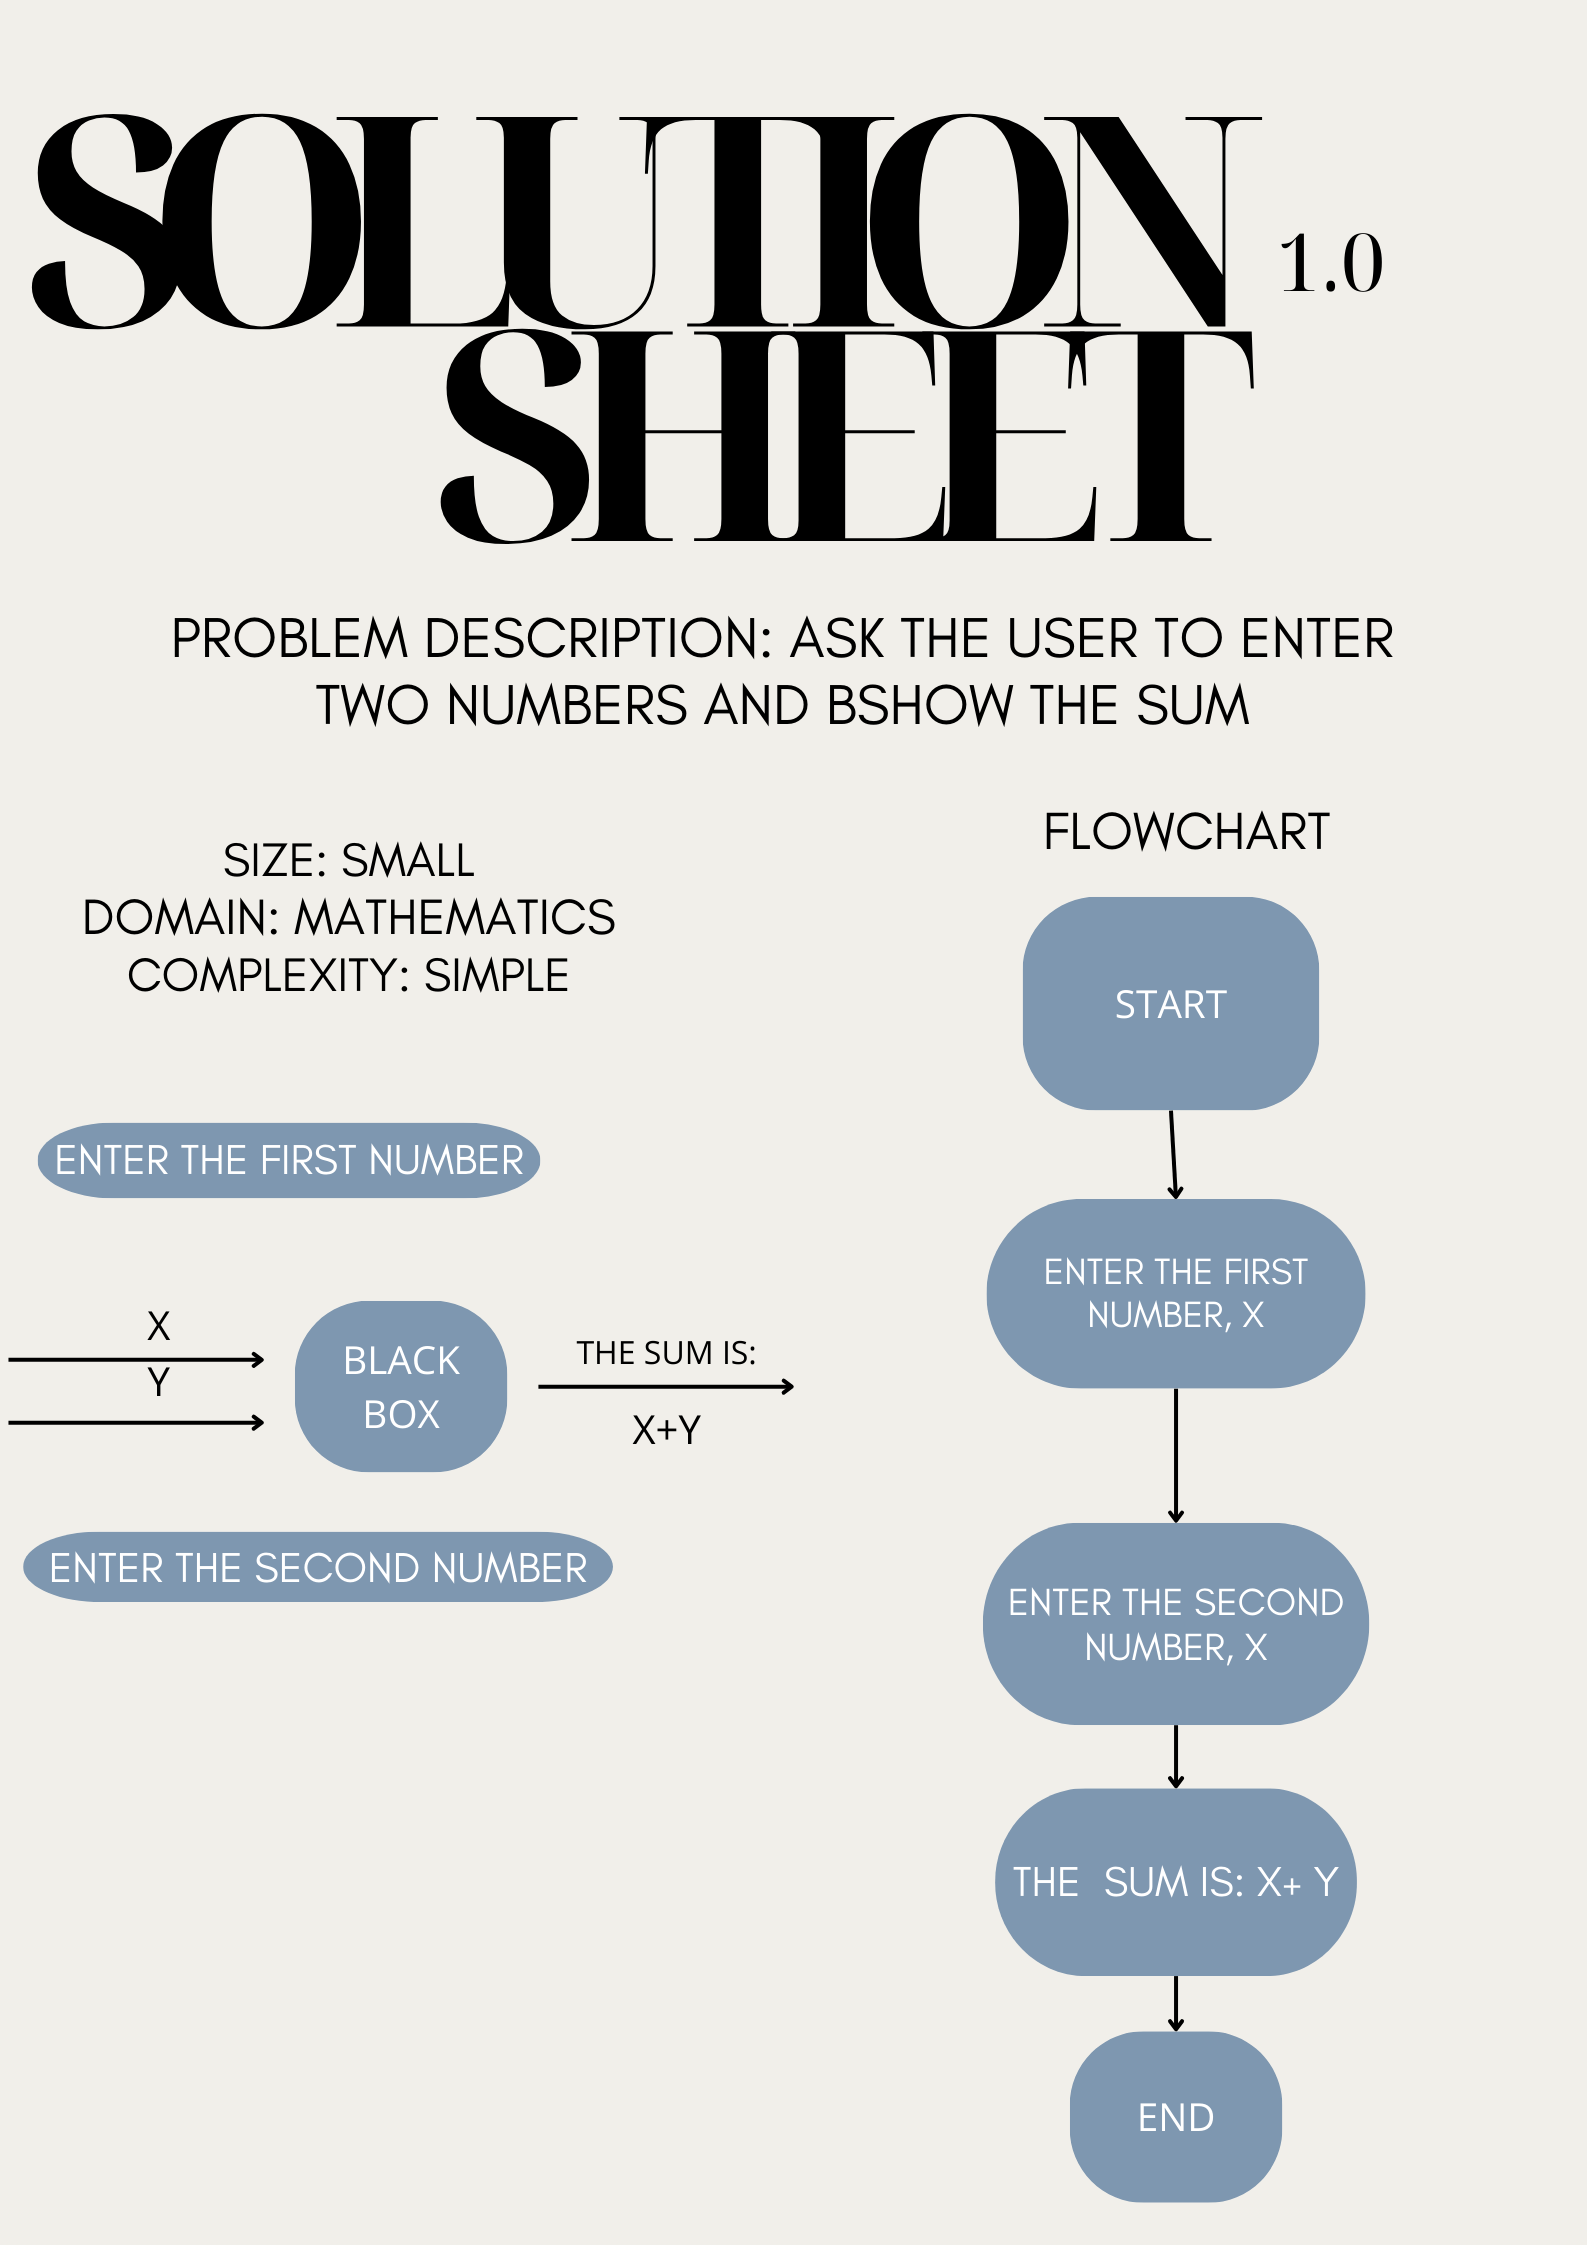 SOLUTION 1.0
SHEET
PROBLEM DESCRIPTION: ASK THE USER TO ENTER
TWO NUMBERS AND BSHOW THE SUM
SIZE: SMALL
DOMAIN: MATHEMATICS
COMPLEXITY: SIMPLE
ENTER THE FIRST NUMBER
X
Y
BLACK
BOX
THE SUM IS:
X+Y
ENTER THE SECOND NUMBER
FLOWCHART
START
ENTER THE FIRST
NUMBER, X
ENTER THE SECOND
NUMBER, X
THE SUM IS: X+ Y
END